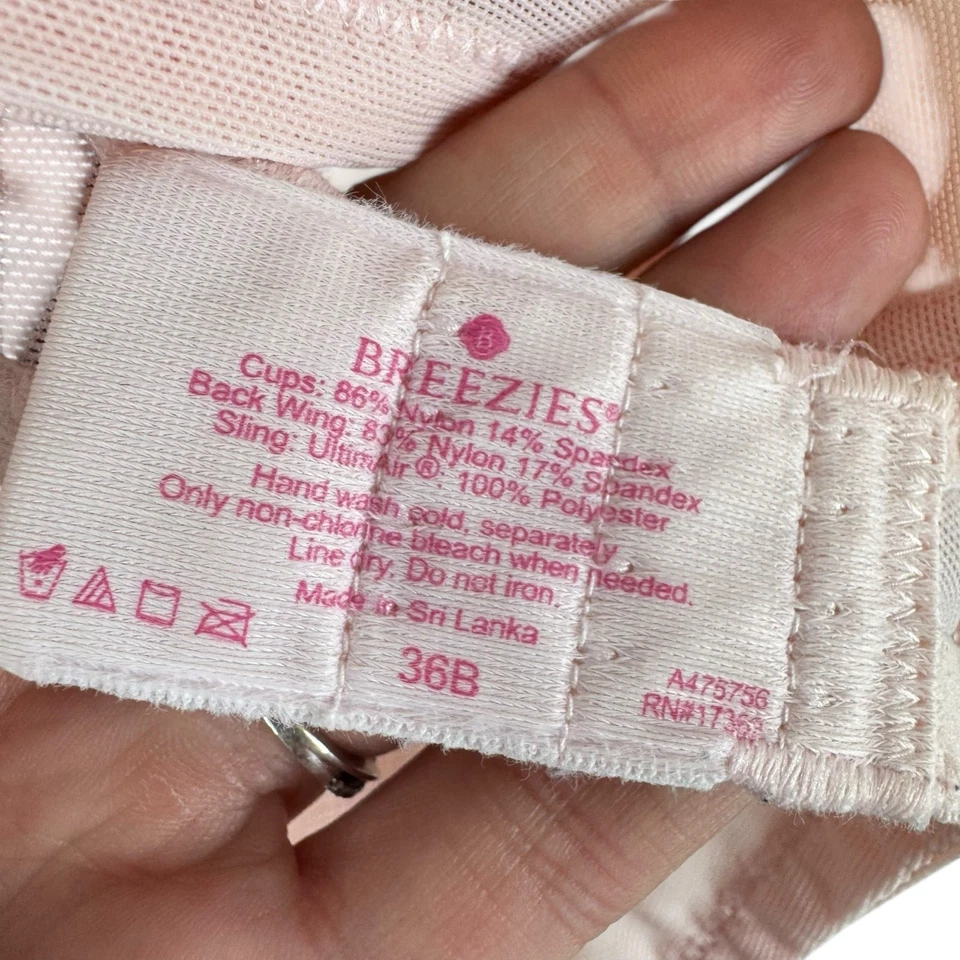 B
BREEZIES®
Cups: 86% Nylon 14% Spandex
Back Wing: 83% Nylon 17% Spandex
Sling: UltimAir®: 100% Polyester
Hand wash cold, separately
Only non-chlorine bleach when needed.
Line dry. Do not iron.
Made in Sri Lanka
36B
A475756